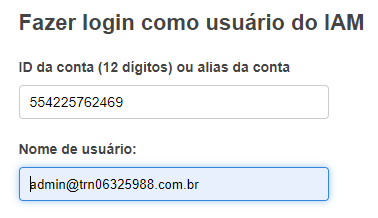 Fazer login como usuário do IAM
ID da conta (12 dígitos) ou alias da conta
554225762469
Nome de usuário:
admin@trn06325988.com.br